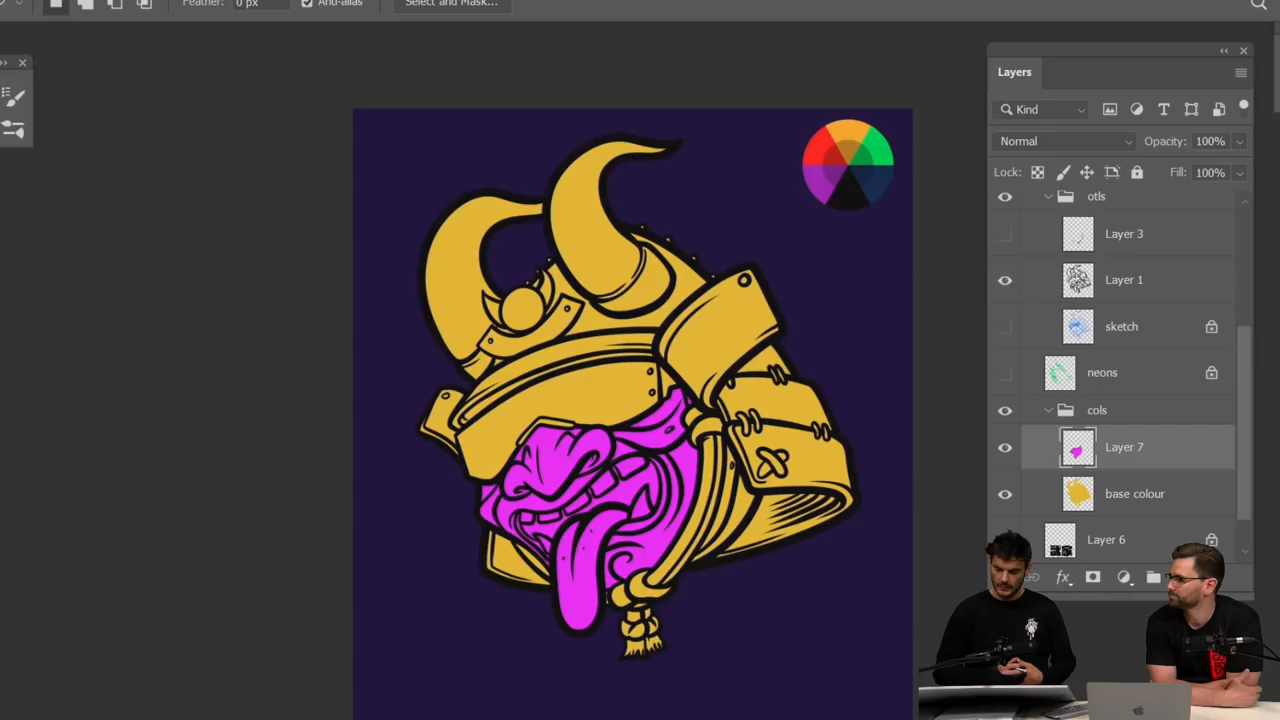 Feather: 0 px Anti-alias Select and Mask...
Layers
Kind
Normal Opacity: 100%
Lock: Fill: 100%
otls
Layer 3
Layer 1
sketch
neons
cols
Layer 7
base colour
Layer 6
fx